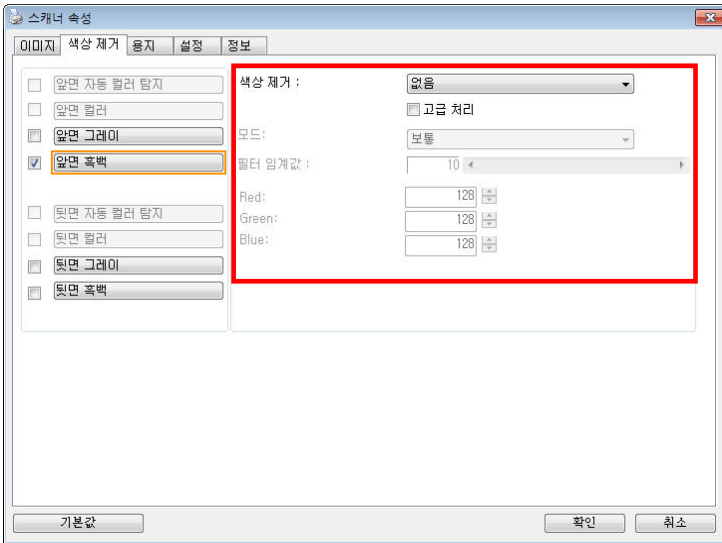 스캐너 속성
이미지 색상 제거 용지 설정 정보
앞면 자동 컬러 탐지
앞면 컬러
앞면 그레이
앞면 흑백
뒷면 자동 컬러 탐지
뒷면 컬러
뒷면 그레이
뒷면 흑백
색상 제거 : 없음
고급 처리
모드: 보통
필터 임계값 : 10
Red: 128
Green: 128
Blue: 128
기본값 확인 취소